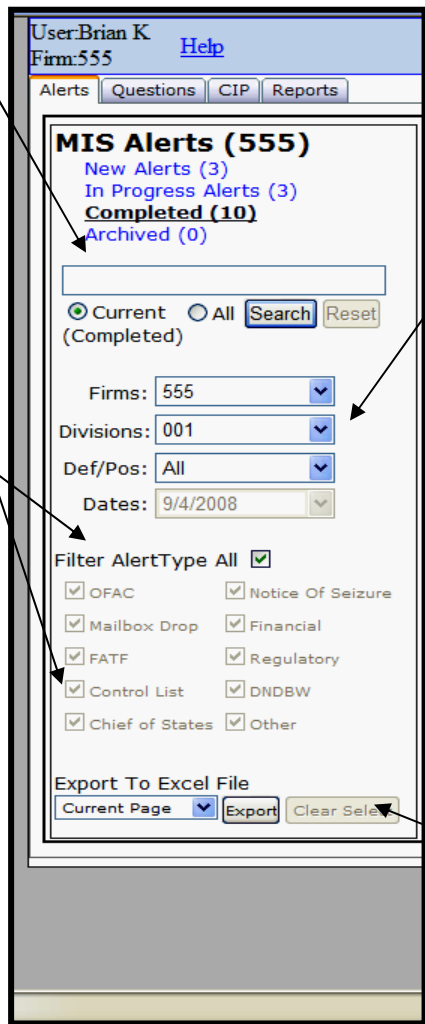 User:Brian K
Firm:555
Help
Alerts Questions CIP Reports
MIS Alerts (555)
New Alerts (3)
In Progress Alerts (3)
Completed (10)
Archived (0)
Current All Search Reset
(Completed)
Firms: 555
Divisions: 001
Def/Pos: All
Dates: 9/4/2008
Filter AlertType All
OFAC Notice Of Seizure
Mailbox Drop Financial
FATF Regulatory
Control List DNDBW
Chief of States Other
Export To Excel File
Current Page Export Clear Select